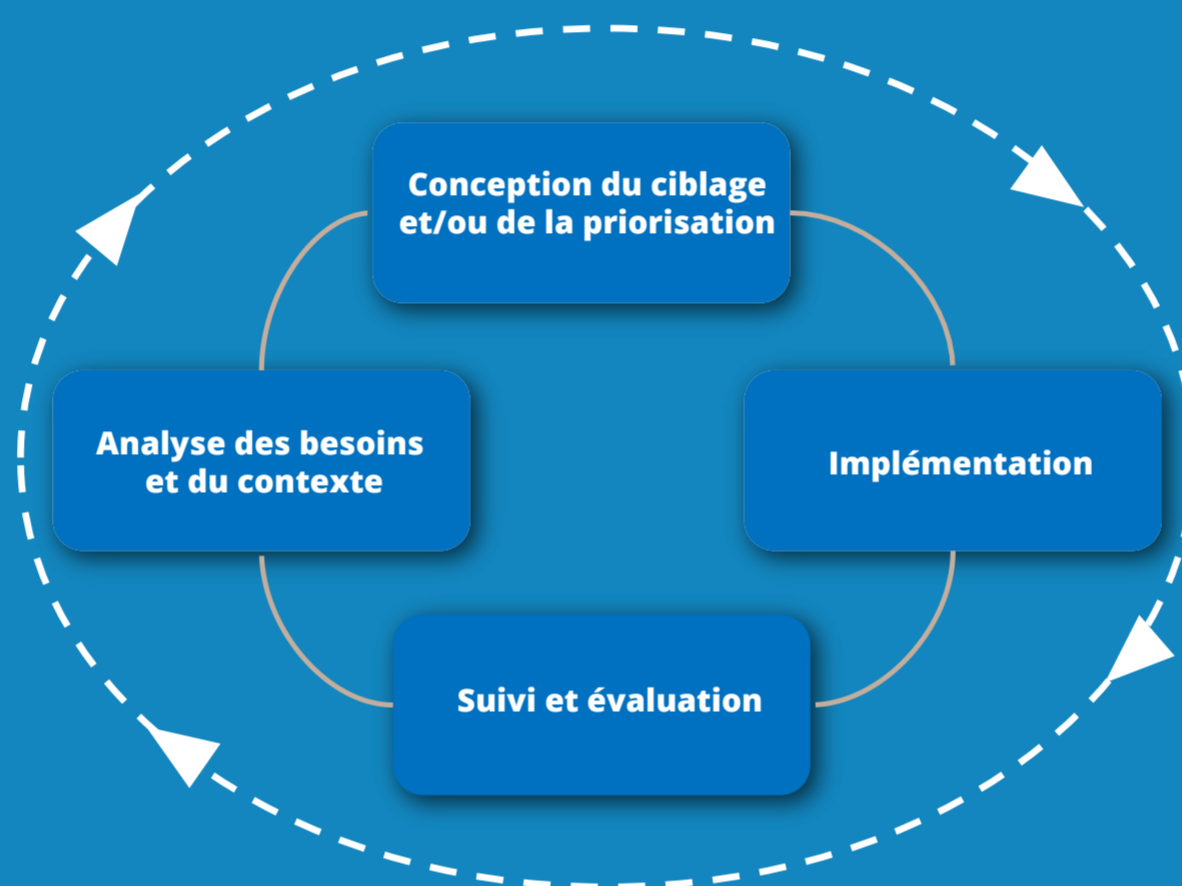 Conception du ciblage
et/ou de la priorisation
Analyse des besoins
et du contexte
Implémentation
Suivi et évaluation